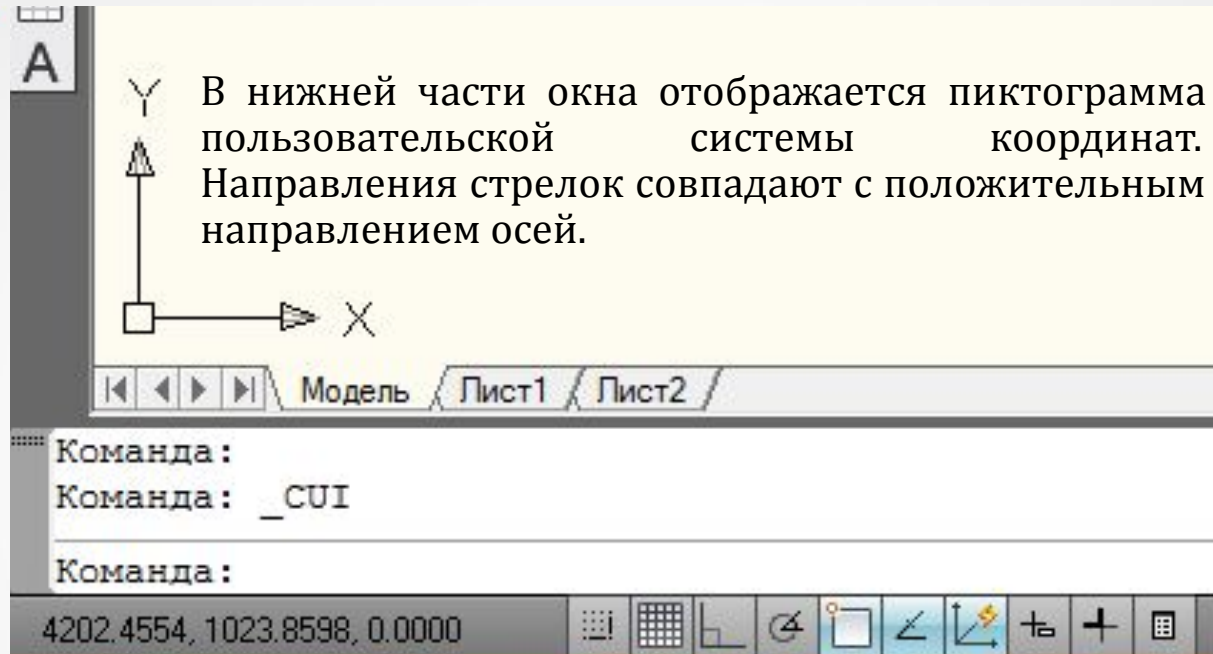 A
Y
В нижней части окна отображается пиктограмма
пользовательской системы координат.
Направления стрелок совпадают с положительным
направлением осей.
X
Модель Лист1 Лист2
Команда:
Команда: _CUI
Команда:
4202.4554, 1023.8598, 0.0000